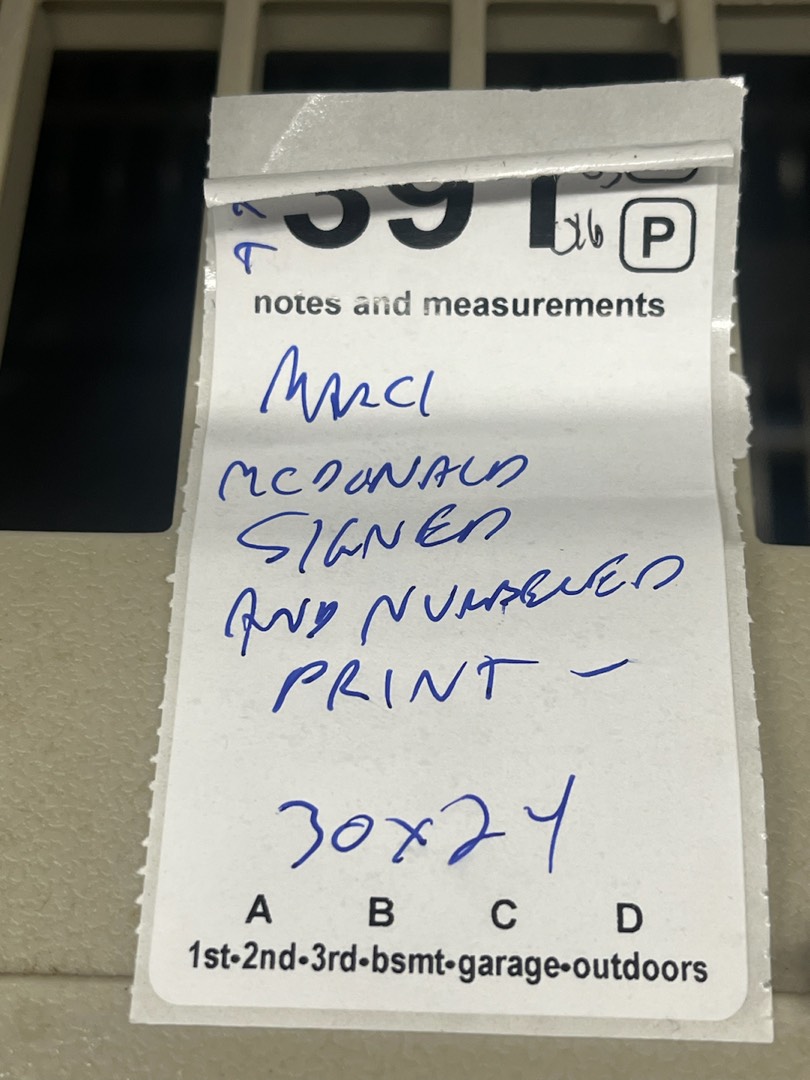 391
P
notes and measurements
MARCI
MCDONALD
SIGNED
AND NUMBERED
PRINT —
30x24
A B C D
1st•2nd•3rd•bsmt•garage•outdoors